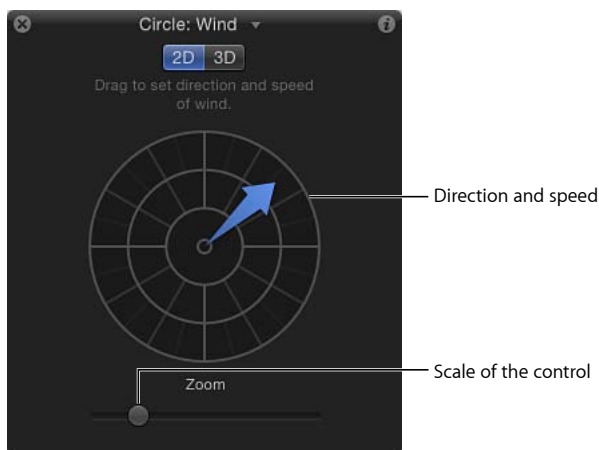 Circle: Wind
2D 3D
Drag to set direction and speed
of wind.
Direction and speed
Scale of the control
Zoom